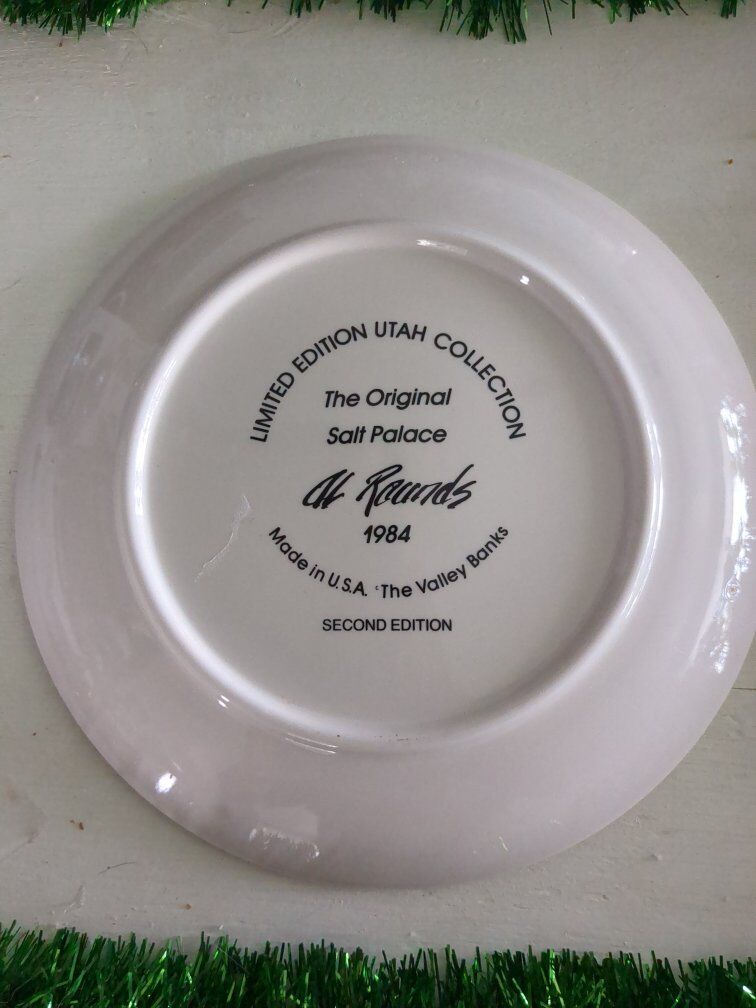 LIMITED EDITION UTAH COLLECTION
The Original
Salt Palace
Al Rounds
1984
Made in U.S.A. ©The Valley Banks
SECOND EDITION